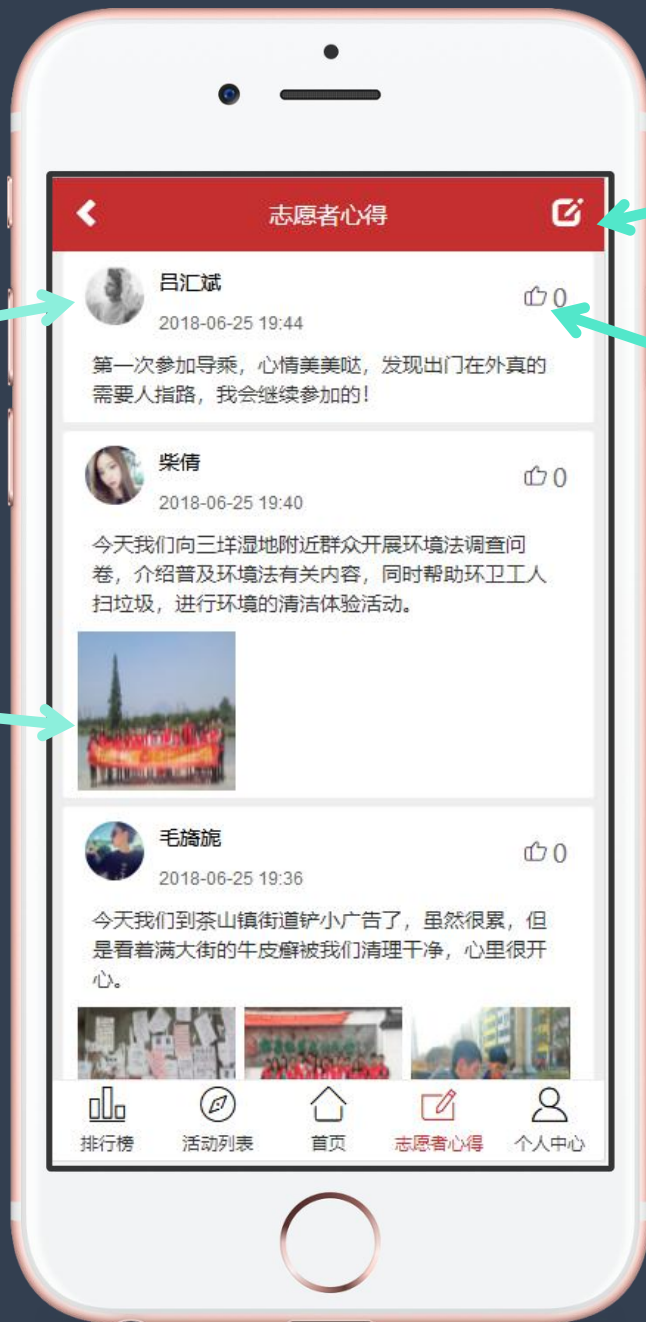 志愿者心得
吕汇斌
0
2018-06-25 19:44
第一次参加导乘，心情美美哒，发现出门在外真的
需要人指路，我会继续参加的！
柴倩
0
2018-06-25 19:40
今天我们向三垟湿地附近群众开展环境法调查问
卷，介绍普及环境法有关内容，同时帮助环卫工人
扫垃圾，进行环境的清洁体验活动。
毛旖旎
0
2018-06-25 19:36
今天我们到茶山镇街道铲小广告了，虽然很累，但
是看着满大街的牛皮癣被我们清理干净，心里很开
心。
排行榜 活动列表 首页 志愿者心得 个人中心